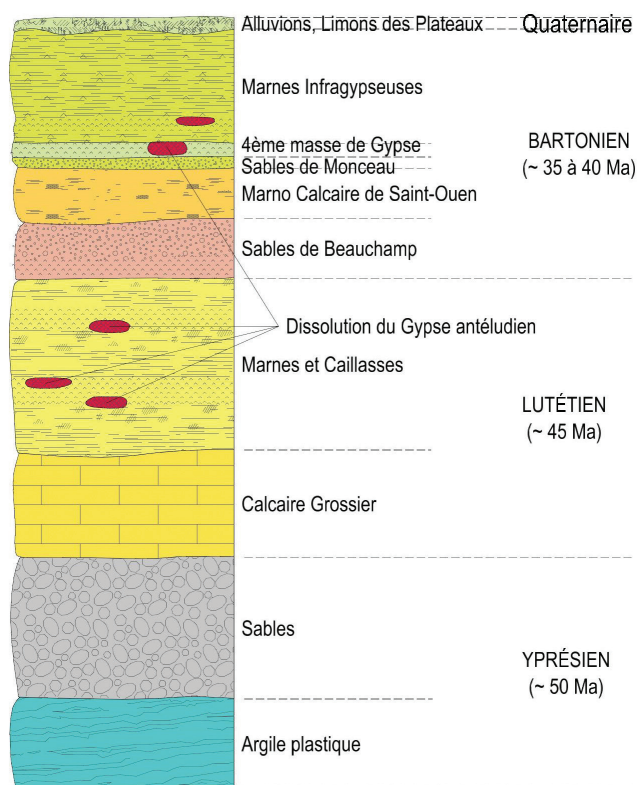 Alluvions, Limons des Plateaux
Quaternaire
Marnes Infragypseuses
4ème masse de Gypse
BARTONIEN
Sables de Monceau
(~ 35 à 40 Ma)
Marno Calcaire de Saint-Ouen
Sables de Beauchamp
Dissolution du Gypse antéludien
Marnes et Caillasses
LUTÉTIEN
(~ 45 Ma)
Calcaire Grossier
Sables
YPRÉSIEN
(~ 50 Ma)
Argile plastique